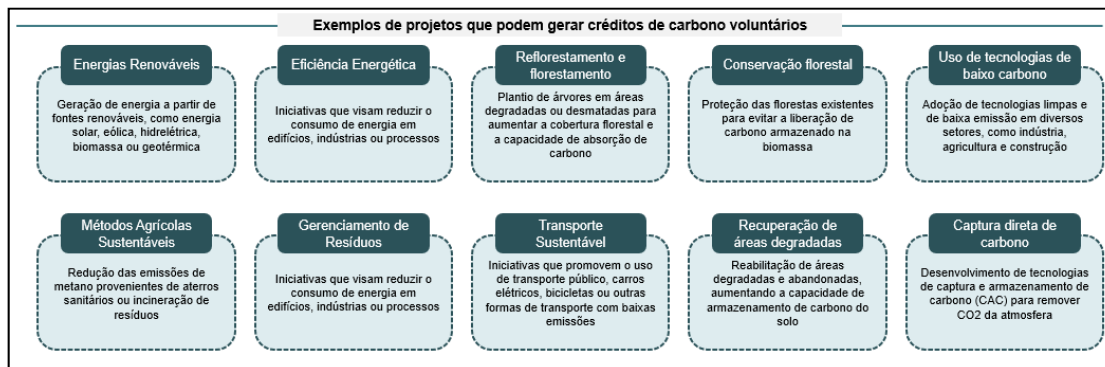 Exemplos de projetos que podem gerar créditos de carbono voluntários
Energias Renováveis
Geração de energia a partir de
fontes renováveis, como energia
solar, eólica, hidrelétrica,
biomassa ou geotérmica
Eficiência Energética
Iniciativas que visam reduzir o
consumo de energia em
edifícios, indústrias ou processos
Reflorestamento e
florestamento
Plantio de árvores em áreas
degradadas ou desmatadas para
aumentar a cobertura florestal e
a capacidade de absorção de
carbono
Conservação florestal
Proteção das florestas existentes
para evitar a liberação de
carbono armazenado na
biomassa
Uso de tecnologias de
baixo carbono
Adoção de tecnologias limpas e
de baixa emissão em diversos
setores, como indústria,
agricultura e construção
Métodos Agrícolas
Sustentáveis
Redução das emissões de
metano provenientes de aterros
sanitários ou incineração de
resíduos
Gerenciamento de
Resíduos
Iniciativas que visam reduzir o
consumo de energia em
edifícios, indústrias ou processos
Transporte
Sustentável
Iniciativas que promovem o uso
de transporte público, carros
elétricos, bicicletas ou outras
formas de transporte com baixas
emissões
Recuperação de
áreas degradadas
Reabilitação de áreas
degradadas e abandonadas,
aumentando a capacidade de
armazenamento de carbono do
solo
Captura direta de
carbono
Desenvolvimento de tecnologias
de captura e armazenamento de
carbono (CAC) para remover
CO2 da atmosfera